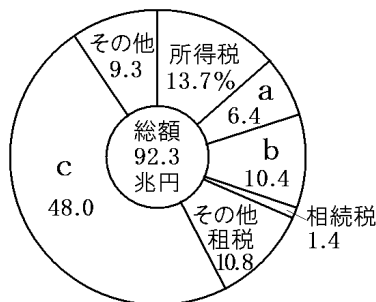 所得税
13.7%
a
6.4
b
10.4
相続税
1.4
その他
租税
10.8
c
48.0
その他
9.3
総額
92.3
兆円